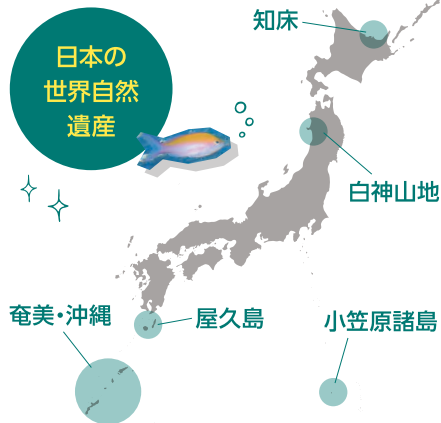 日本の
世界自然
遺産
知床
白神山地
奄美・沖縄
屋久島
小笠原諸島